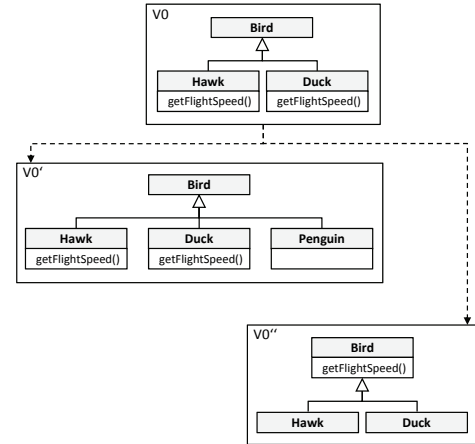 V0
Bird
Hawk
Duck
getFlightSpeed()
getFlightSpeed()
V0‘
Bird
Hawk
Duck
Penguin
getFlightSpeed()
getFlightSpeed()
V0‘‘
Bird
getFlightSpeed()
Hawk
Duck